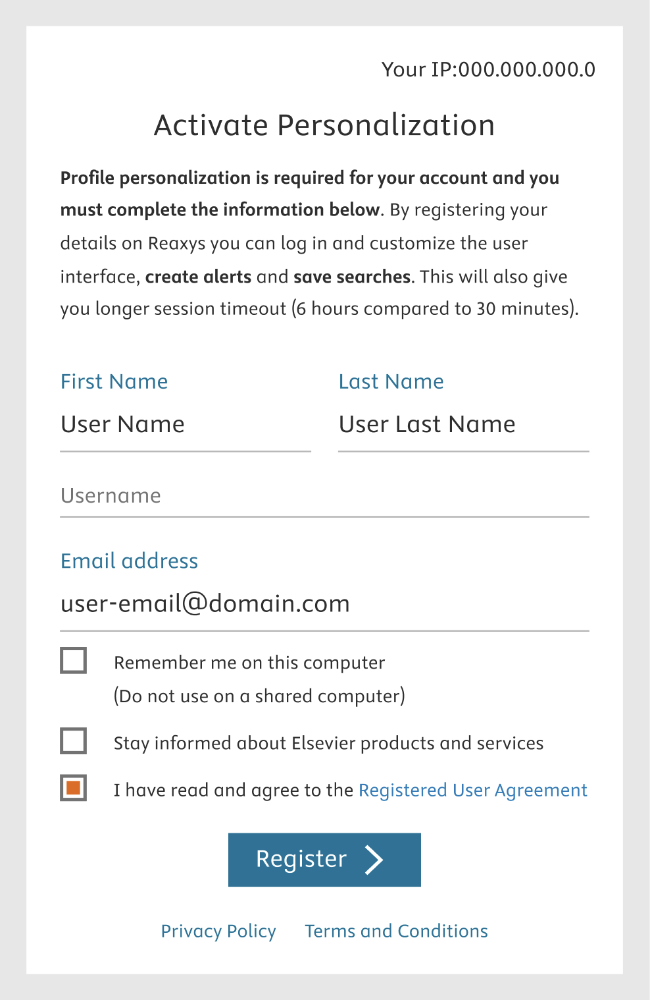 Your IP:000.000.000.0
Activate Personalization
Profile personalization is required for your account and you
must complete the information below. By registering your
details on Reaxys you can log in and customize the user
interface, create alerts and save searches. This will also give
you longer session timeout (6 hours compared to 30 minutes).
First Name
Last Name
User Name
User Last Name
Username
Email address
user-email@domain.com
Remember me on this computer
(Do not use on a shared computer)
Stay informed about Elsevier products and services
I have read and agree to the Registered User Agreement
Register
Privacy Policy
Terms and Conditions